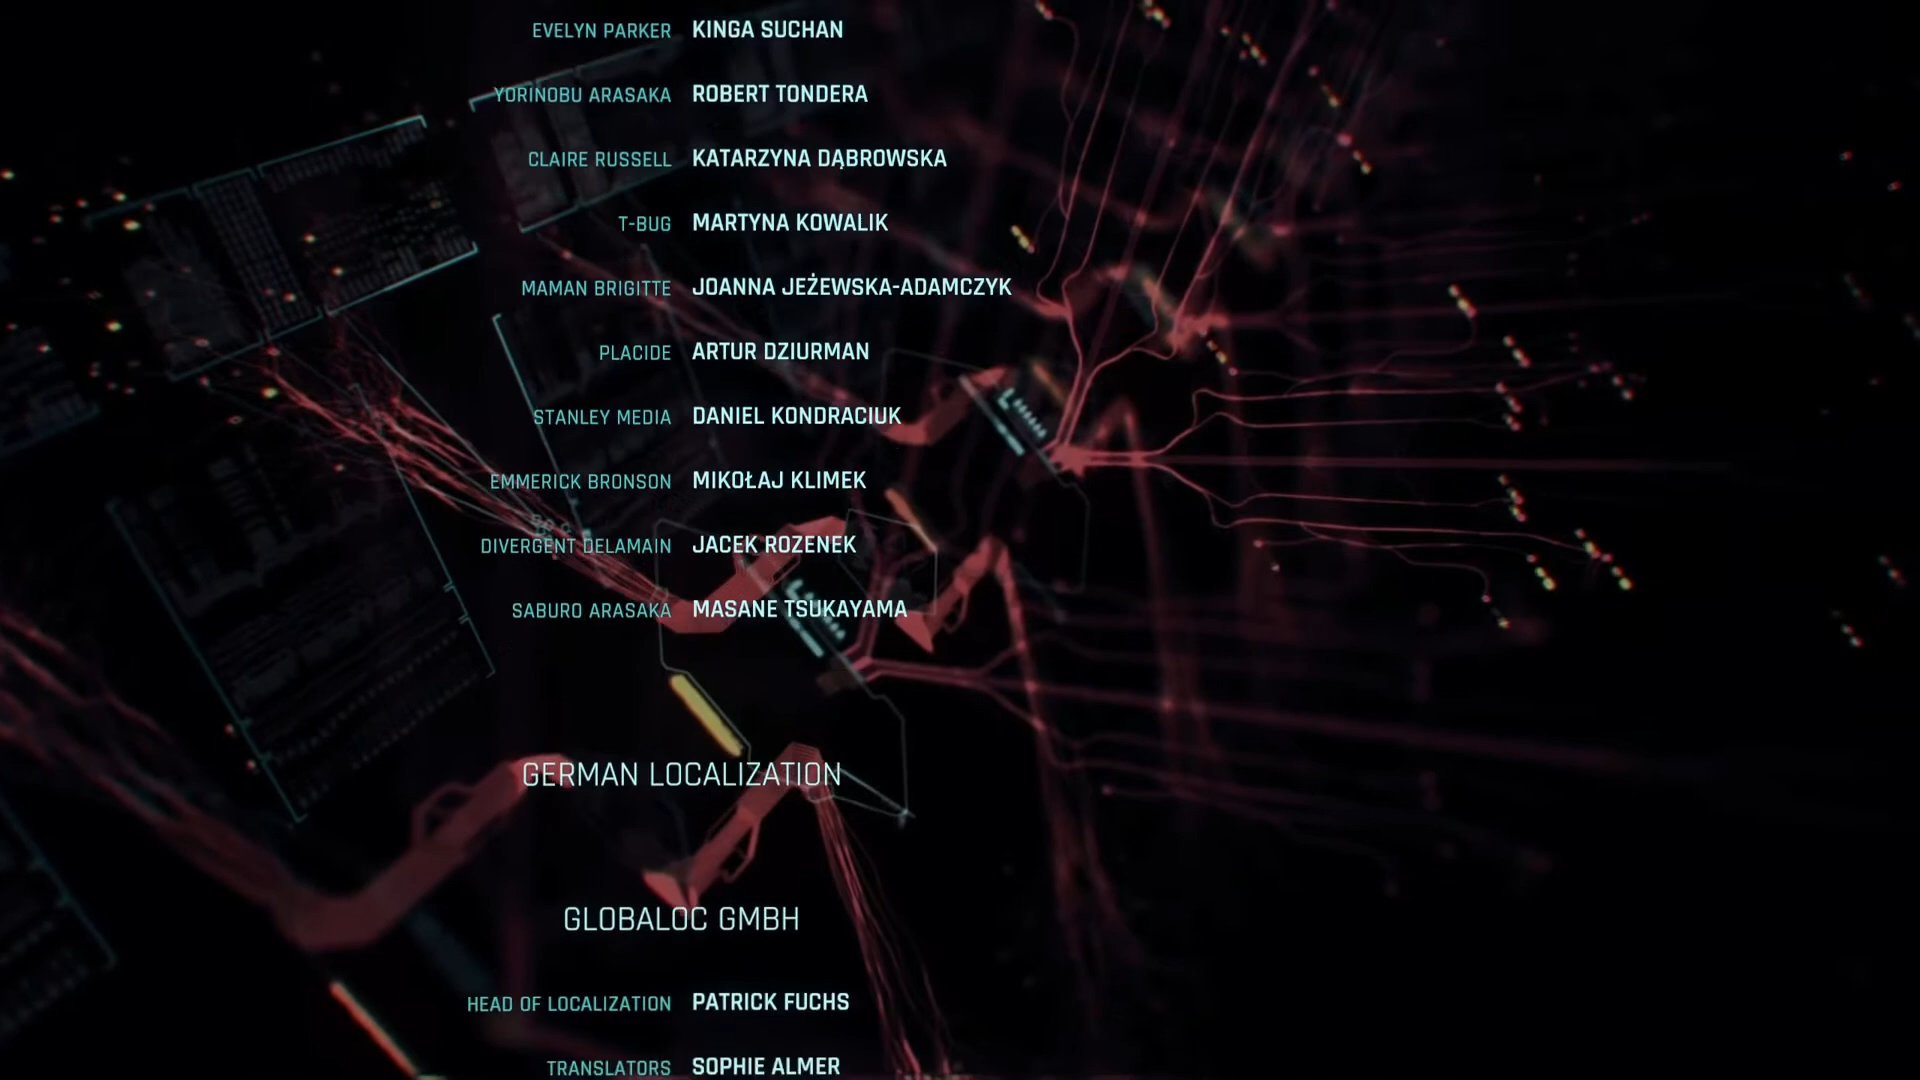 EVELYN PARKER KINGA SUCHAN
YORINOBU ARASAKA ROBERT TONDERA
CLAIRE RUSSELL KATARZYNA DĄBROWSKA
T-BUG MARTYNA KOWALIK
MAMAN BRIGITTE JOANNA JEŻEWSKA-ADAMCZYK
PLACIDE ARTUR DZIURMAN
STANLEY MEDIA DANIEL KONDRACIUK
EMMERICK BRONSON MIKOŁAJ KLIMEK
DIVERGENT DELAMAIN JACEK ROZENEK
SABURO ARASAKA MASANE TSUKAYAMA
GERMAN LOCALIZATION
GLOBALOC GMBH
HEAD OF LOCALIZATION PATRICK FUCHS
TRANSLATORS SOPHIE ALMER